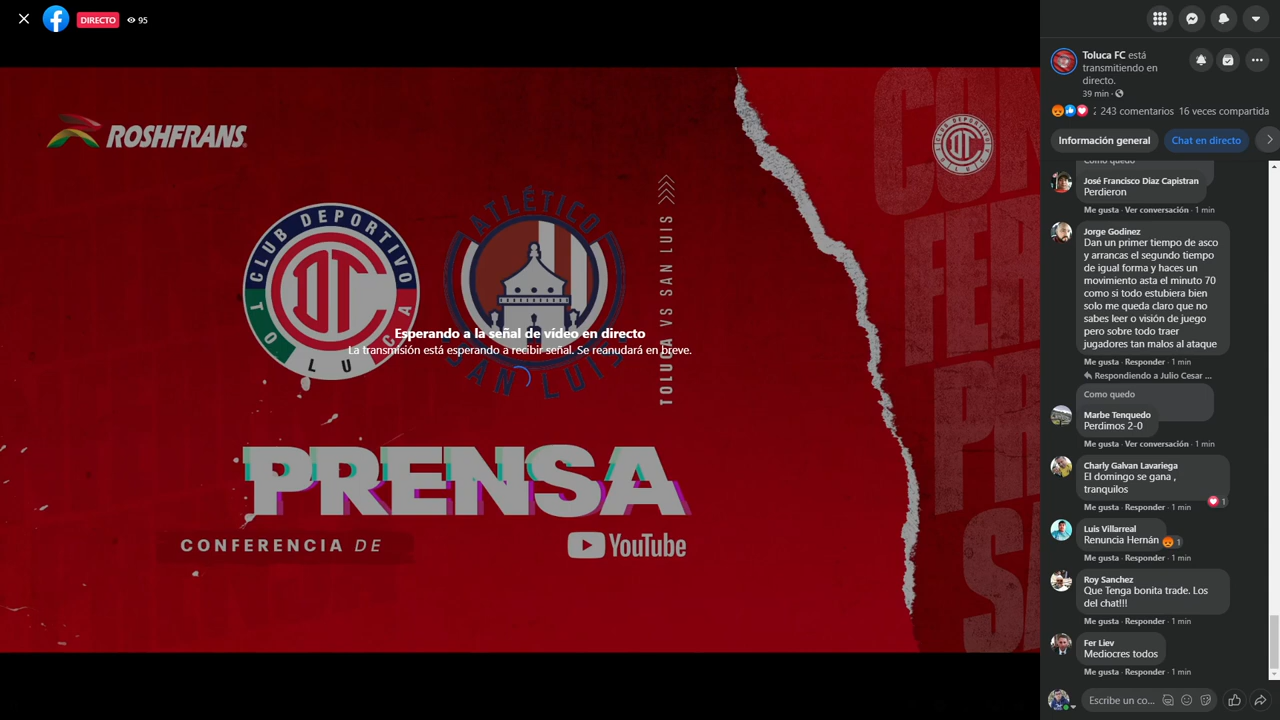 DIRECTO
95
ROSHFRANS
CLUB DEPORTIVO
TOLUCA
ATLÉTICO
SAN LUIS
TOLUCA VS SAN LUIS
Esperando a la señal de vídeo en directo
La transmisión está esperando a recibir señal. Se reanudará en breve.
PRENSA
CONFERENCIA DE
YouTube
Toluca FC está
transmitiendo en
directo.
39 min ·
243 comentarios 16 veces compartida
Información general
Chat en directo
Como quedo
José Francisco Diaz Capistran
Perdieron
Me gusta · Ver conversación · 1 min
Jorge Godinez
Dan un primer tiempo de asco
y arrancas el segundo tiempo
de igual forma y haces un
movimiento asta el minuto 70
como si todo estubiera bien
solo me queda claro que no
sabes leer o visión de juego
pero sobre todo traer
jugadores tan malos al ataque
Me gusta · Responder · 1 min
Respondiendo a Julio Cesar ...
Como quedo
Marbe Tenquedo
Perdimos 2-0
Me gusta · Ver conversación · 1 min
Charly Galvan Lavariega
El domingo se gana ,
tranquilos
1
Me gusta · Responder · 1 min
Luis Villarreal
Renuncia Hernán
1
Me gusta · Responder · 1 min
Roy Sanchez
Que Tenga bonita trade. Los
del chat!!!
Me gusta · Responder · 1 min
Fer Liev
Mediocres todos
Me gusta · Responder · 1 min
Escribe un co...